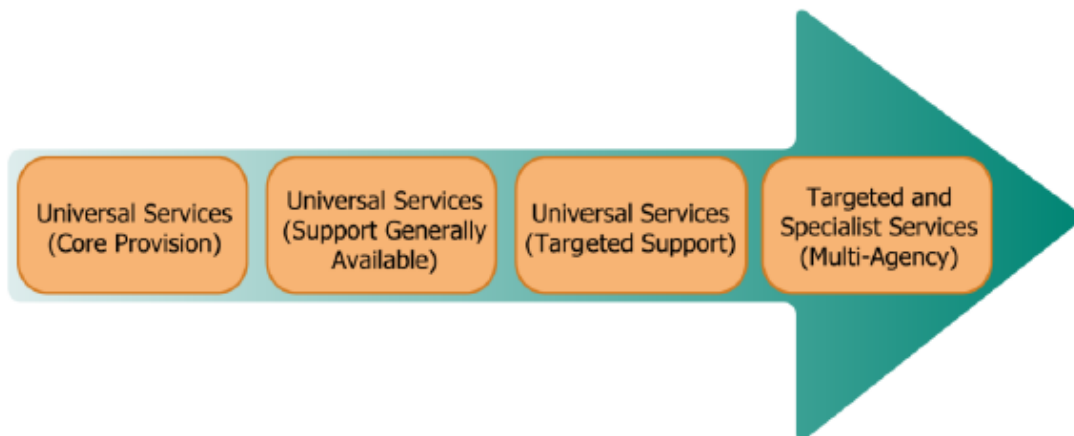 Universal Services
(Core Provision)
Universal Services
(Support Generally
Available)
Universal Services
(Targeted Support)
Targeted and
Specialist Services
(Multi-Agency)